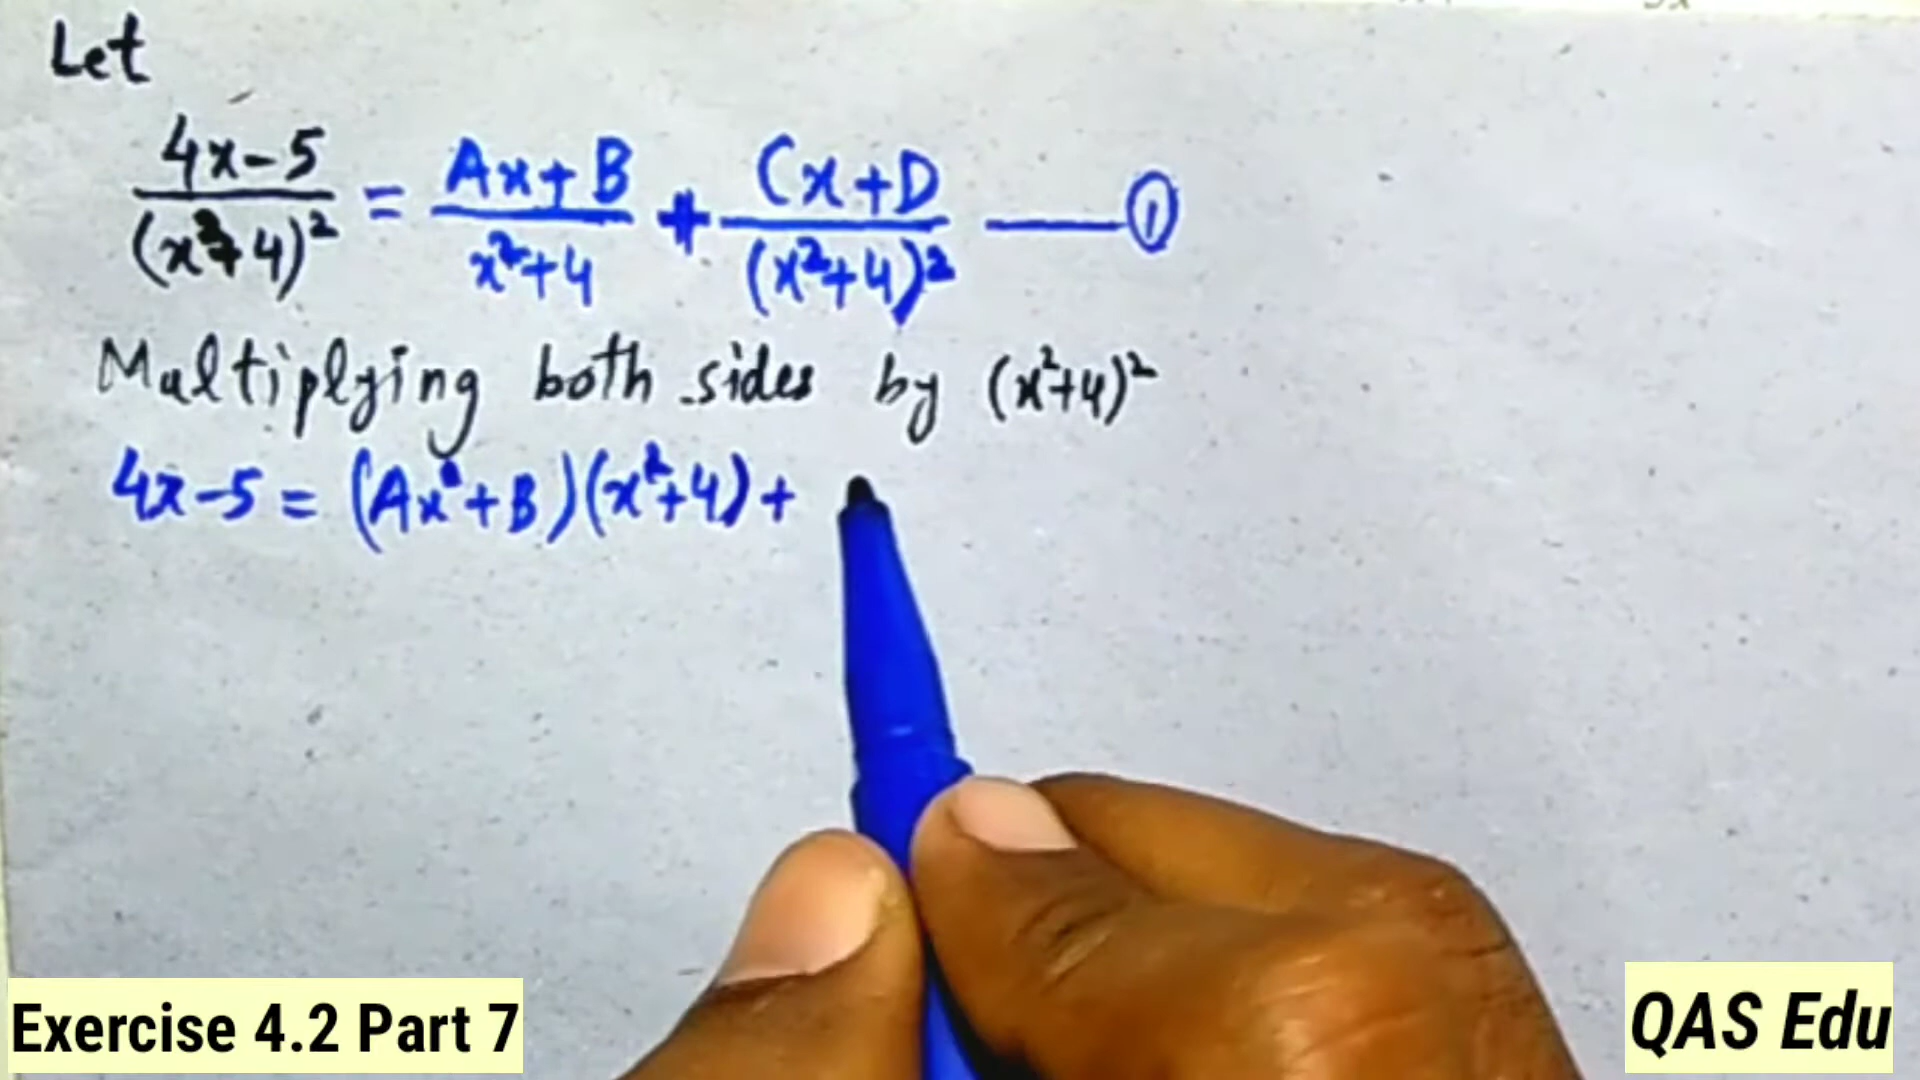 Let
4x-5/(x²+4)² = Ax+B/x²+4 + Cx+D/(x²+4)² —— ①
Multiplying both sides by (x²+4)²
4x-5 = (Ax+B)(x²+4) +
Exercise 4.2 Part 7
QAS Edu